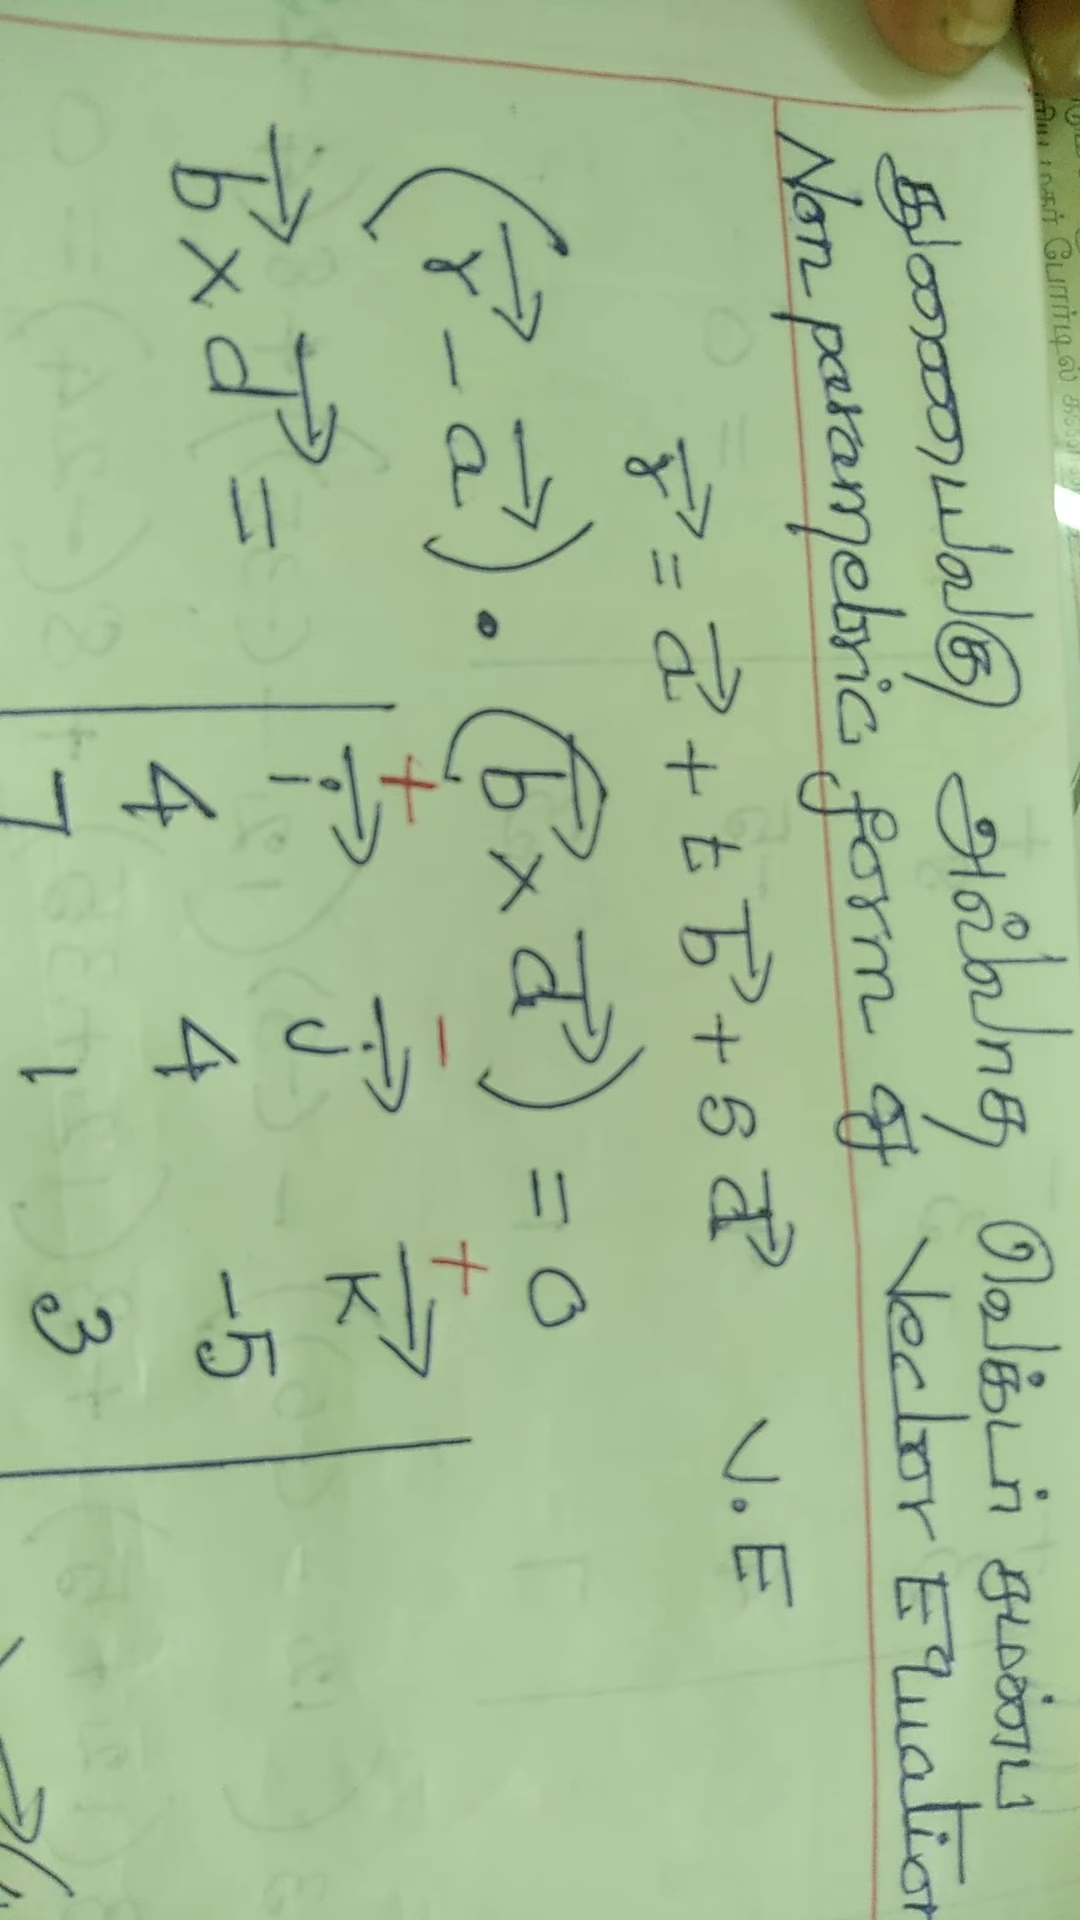 துணையலகு அல்லாத வெக்டர் சமன்பா
Non parametric form of Vector Equation
r⃗ = a⃗ + t b⃗ + s d⃗ V.E
(r⃗ - a⃗) . (b⃗ × d⃗) = 0
+ - +
b⃗ × d⃗ = | i⃗ j⃗ k⃗ |
4 4 -5
7 1 3